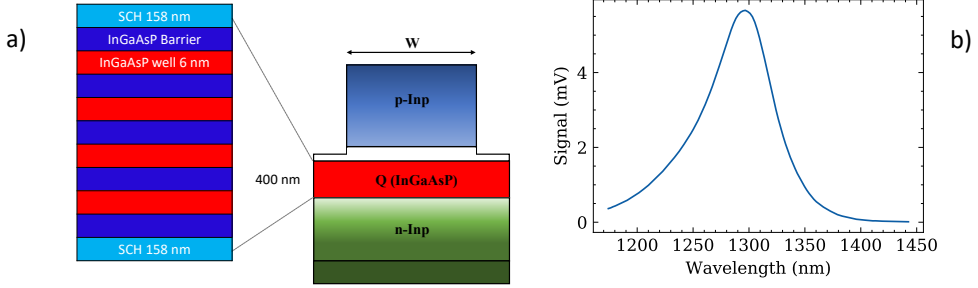 a)
SCH 158 nm
InGaAsP Barrier
InGaAsP well 6 nm
SCH 158 nm
400 nm
W
p-Inp
Q (InGaAsP)
n-Inp
b)
Signal (mV)
4
2
0
1200 1250 1300 1350 1400 1450
Wavelength (nm)